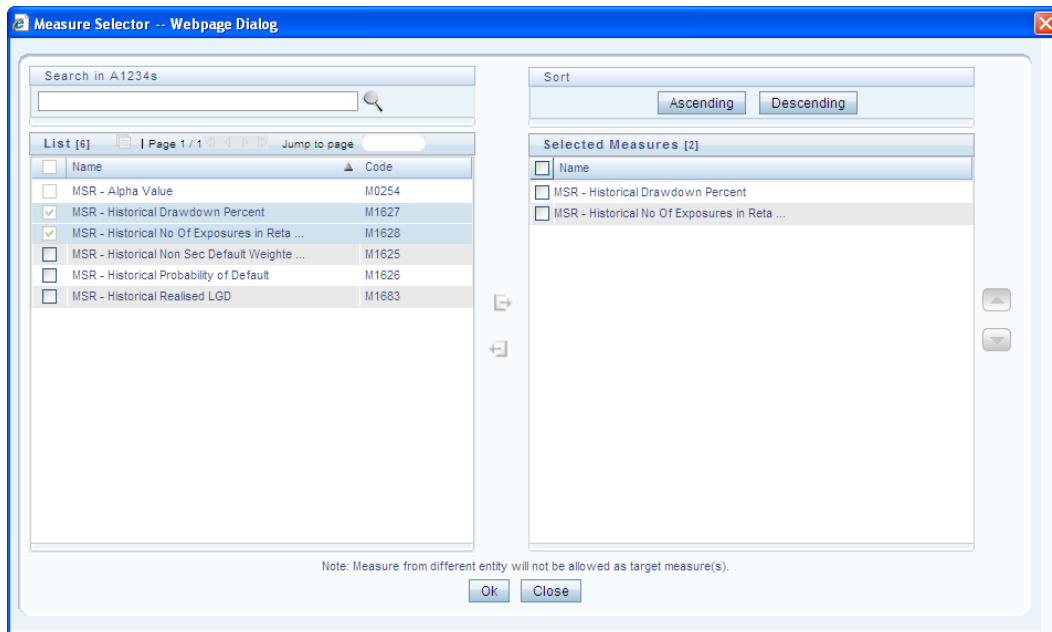 Measure Selector -- Webpage Dialog
Search in A1234s
List [6] | Page 1 / 1 Jump to page
Name Code
MSR - Alpha Value M0254
MSR - Historical Drawdown Percent M1627
MSR - Historical No Of Exposures in Reta ... M1628
MSR - Historical Non Sec Default Weighte ... M1625
MSR - Historical Probability of Default M1626
MSR - Historical Realised LGD M1683
Sort
Ascending Descending
Selected Measures [2]
Name
MSR - Historical Drawdown Percent
MSR - Historical No Of Exposures in Reta ...
Note: Measure from different entity will not be allowed as target measure(s).
Ok Close